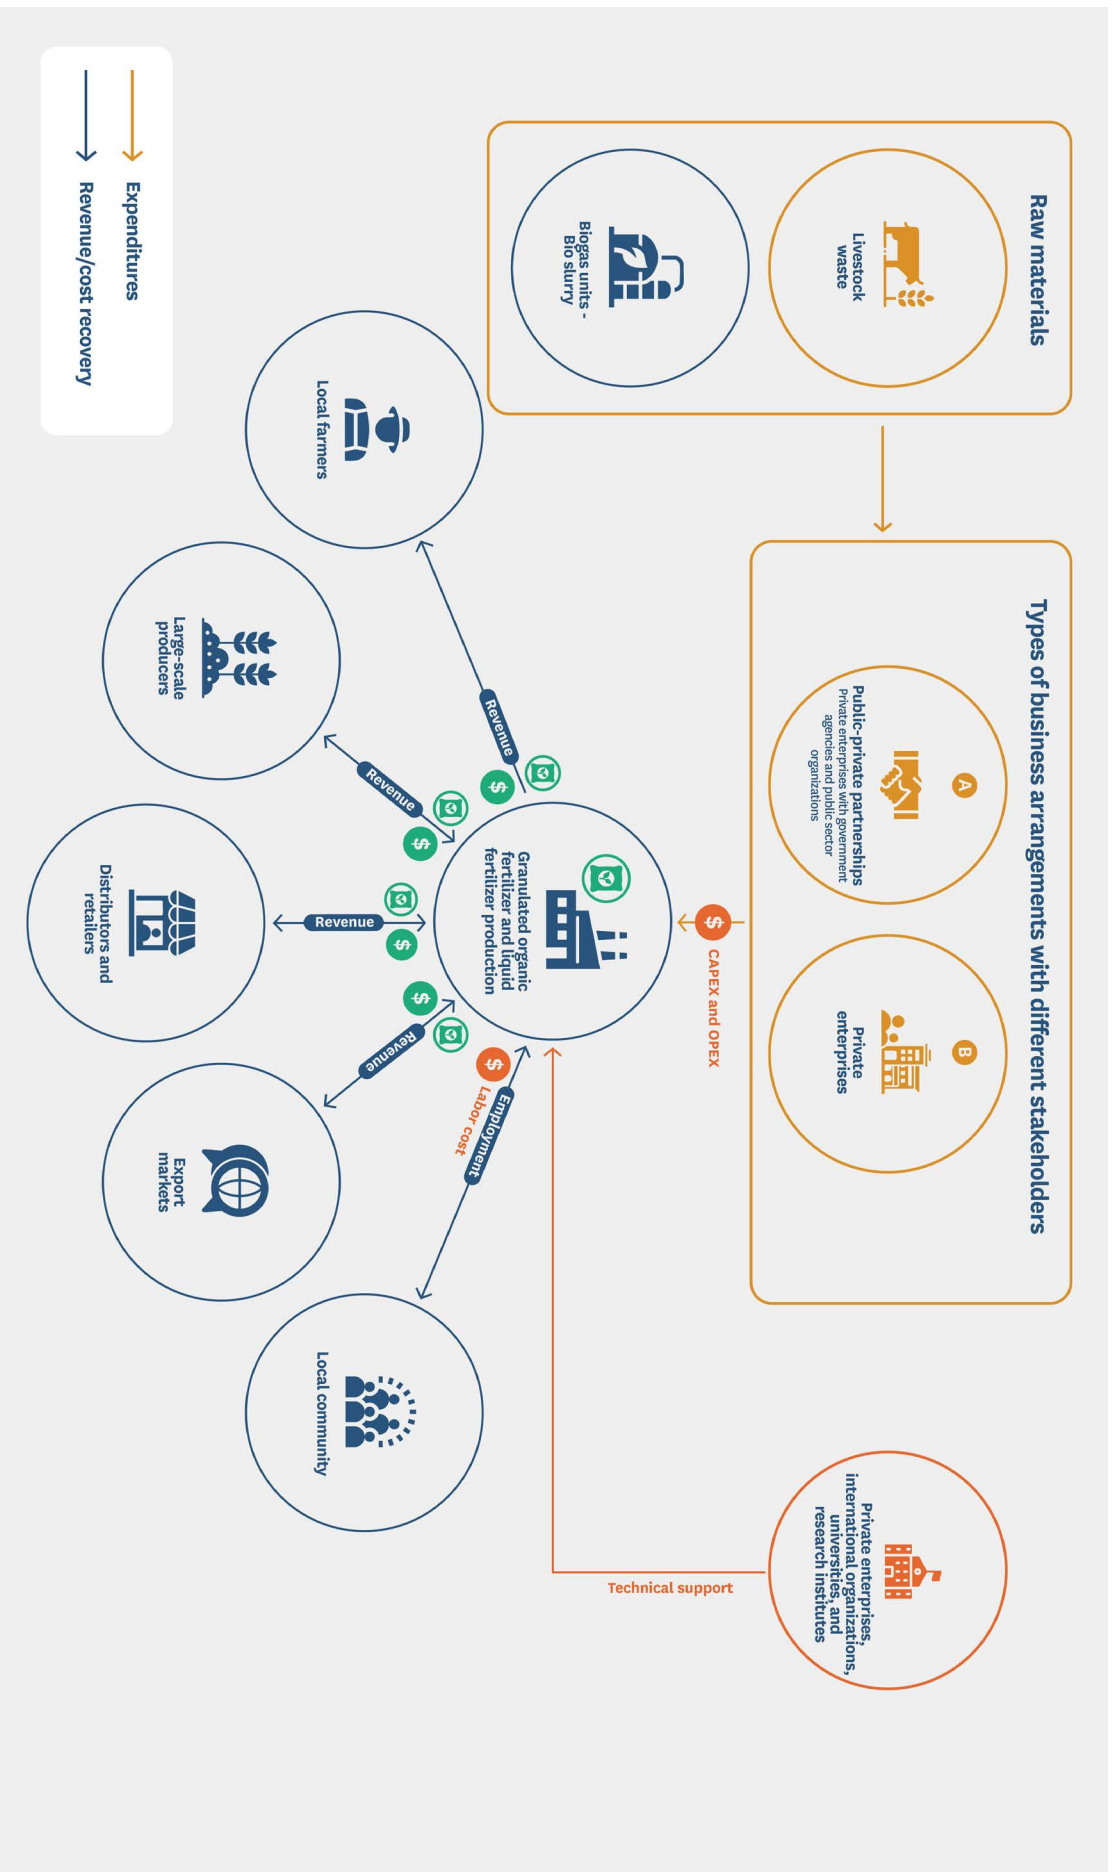 Raw materials
Livestock
waste
Biogas units -
Bio slurry
Types of business arrangements with different stakeholders
A
Public-private partnerships
Private enterprises with government
agencies and public sector
organizations
B
Private
enterprises
Private enterprises,
international organizations,
universities, and
research institutes
$
CAPEX and OPEX
Technical support
Granulated organic
fertilizer and liquid
fertilizer production
$
Revenue
$
Revenue
$
Revenue
$
Revenue
$
Employment
Labor cost
Local farmers
Large-scale
producers
Distributors and
retailers
Export
markets
Local community
Expenditures
Revenue/cost recovery